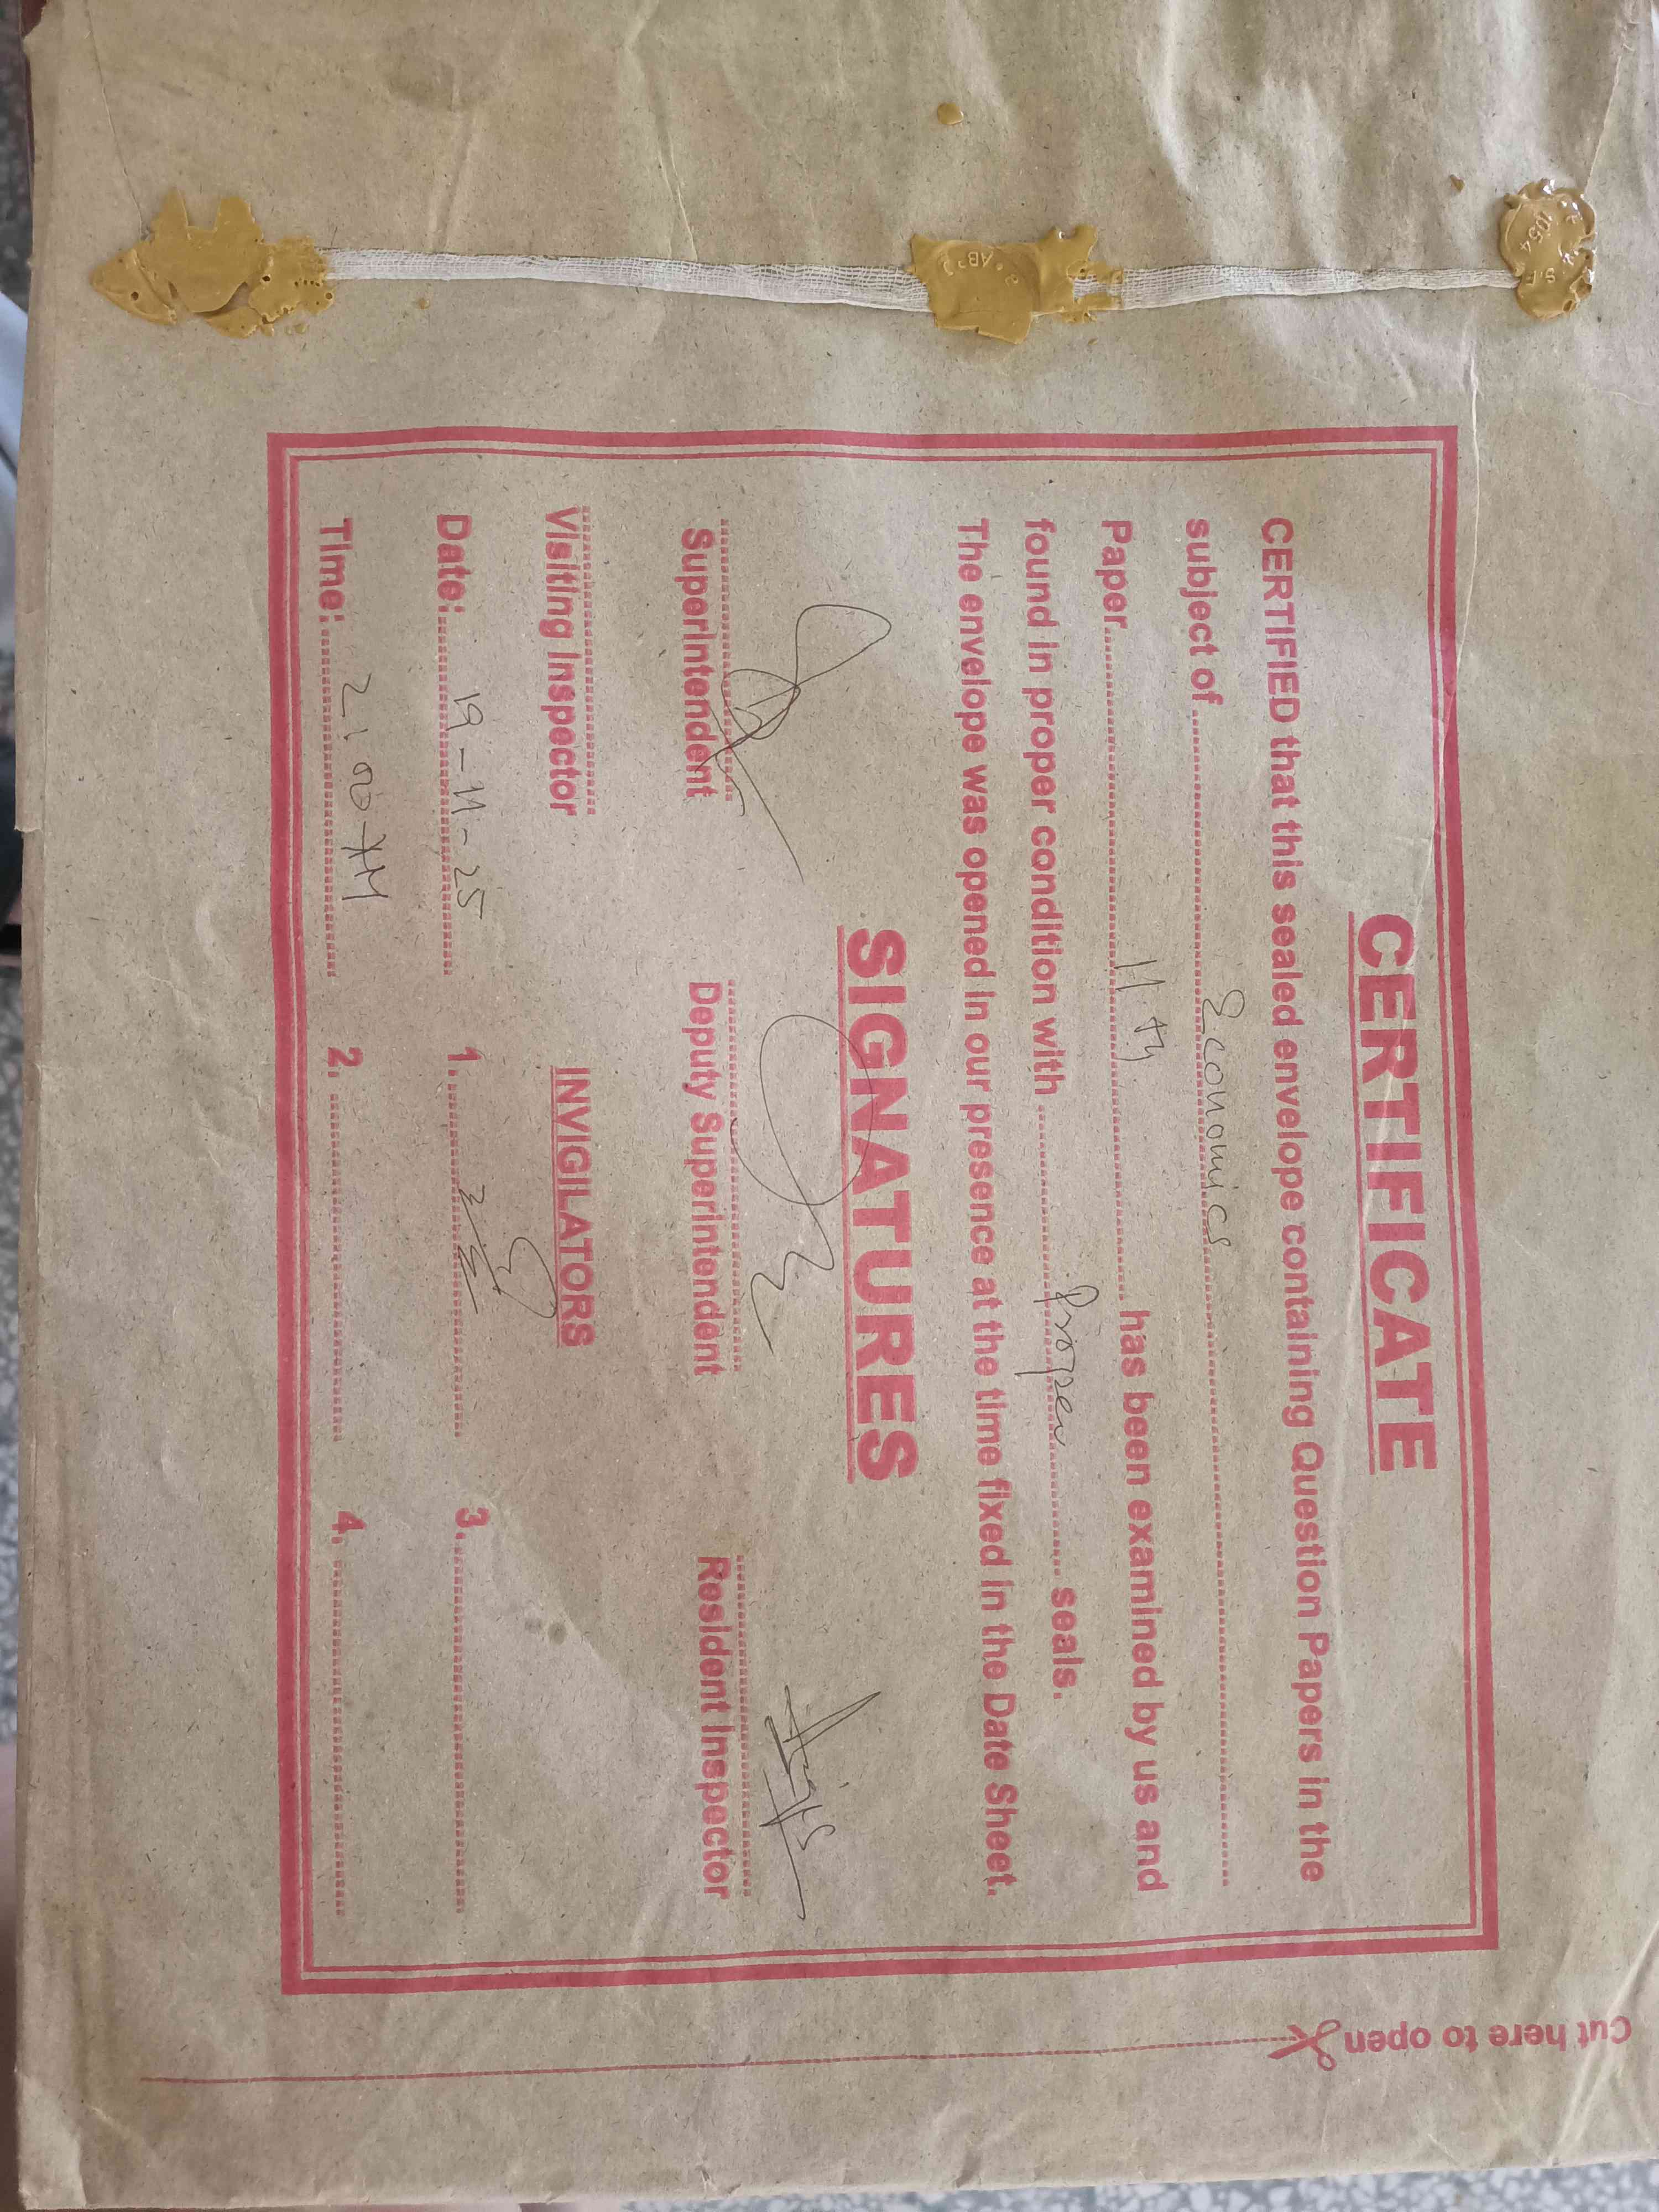 CERTIFICATE
CERTIFIED that this sealed envelope containing Question Papers in the
subject of Economics
Paper 11th has been examined by us and
found in proper condition with Proper seals.
The envelope was opened in our presence at the time fixed in the Date Sheet.
SIGNATURES
Superintendent Deputy Superintendent Resident Inspector
Visiting Inspector INVIGILATORS
Date: 19-11-25 1. 3.
Time: 2. 4.
Cut here to open
1054
S.F
AB